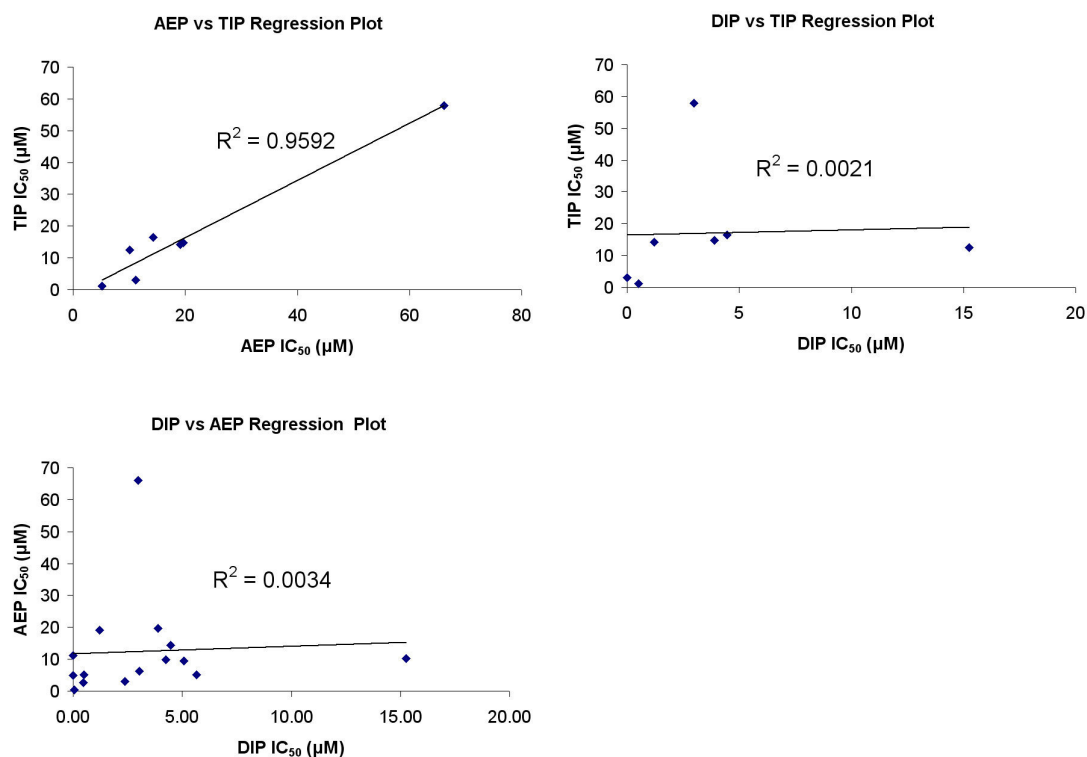 AEP vs TIP Regression Plot
70
60
50
40
30
20
10
0
TIP IC50 (µM)
R2 = 0.9592
0 20 40 60 80
AEP IC50 (µM)
DIP vs TIP Regression Plot
70
60
50
40
30
20
10
0
TIP IC50 (µM)
R2 = 0.0021
0 5 10 15 20
DIP IC50 (µM)
DIP vs AEP Regression Plot
70
60
50
40
30
20
10
0
AEP IC50 (µM)
R2 = 0.0034
0.00 5.00 10.00 15.00 20.00
DIP IC50 (µM)